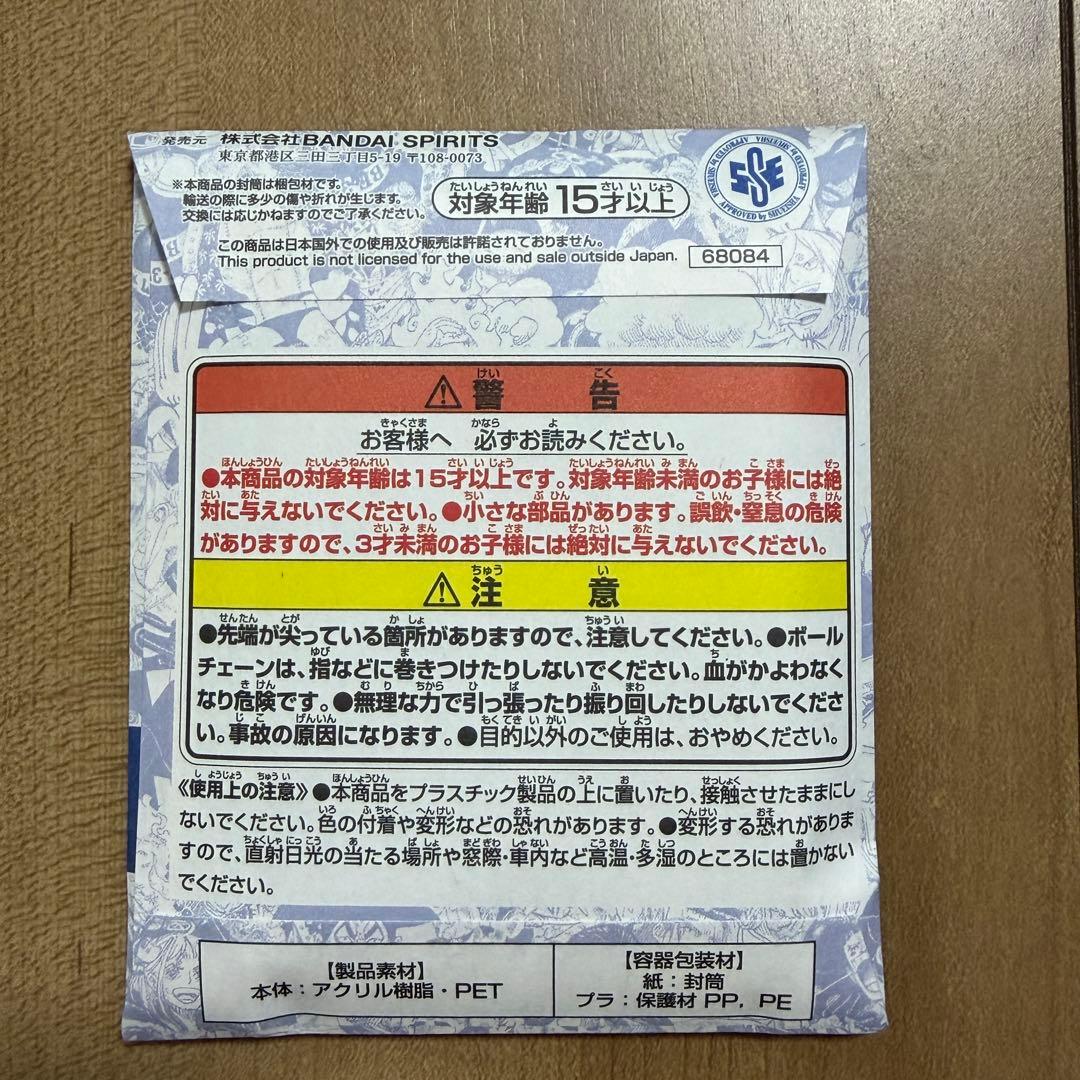 発売元 株式会社BANDAI SPIRITS
東京都港区三田三丁目5-19 〒108-0073
※本商品の封筒は梱包材です。
輸送の際に多少の傷や折れが生じます。
交換には応じかねますのでご了承ください。
対象年齢 15才以上
SSE
APPROVED by SHUEISHA
この商品は日本国外での使用及び販売は許諾されておりません。
This product is not licensed for the use and sale outside Japan.
68084
⚠警告
お客様へ 必ずお読みください。
●本商品の対象年齢は15才以上です。対象年齢未満のお子様には絶
対に与えないでください。●小さな部品があります。誤飲・窒息の危険
がありますので、3才未満のお子様には絶対に与えないでください。
⚠注意
●先端が尖っている箇所がありますので、注意してください。●ボール
チェーンは、指などに巻きつけたりしないでください。血がかよわなく
なり危険です。●無理な力で引っ張ったり振り回したりしないでくださ
い。事故の原因になります。●目的以外のご使用は、おやめください。
《使用上の注意》●本商品をプラスチック製品の上に置いたり、接触させたままにし
ないでください。色の付着や変形などの恐れがあります。●変形する恐れがありま
すので、直射日光の当たる場所や窓際・車内など高温・多湿のところには置かない
でください。
【製品素材】
本体：アクリル樹脂・PET
【容器包装材】
紙：封筒
プラ：保護材 PP, PE